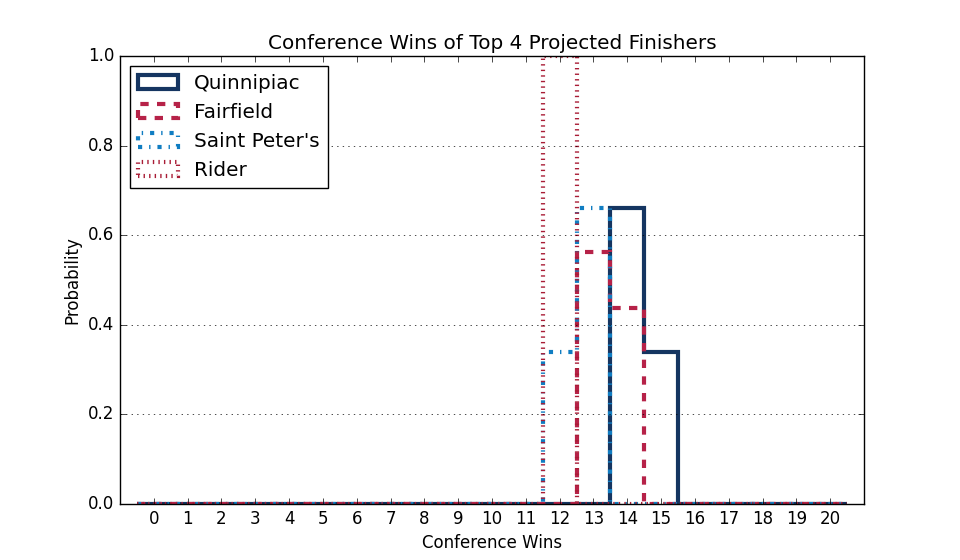 Conference Wins of Top 4 Projected Finishers
1.0
0.8
0.6
0.4
0.2
0.0
Probability
Quinnipiac
Fairfield
Saint Peter's
Rider
0 1 2 3 4 5 6 7 8 9 10 11 12 13 14 15 16 17 18 19 20
Conference Wins